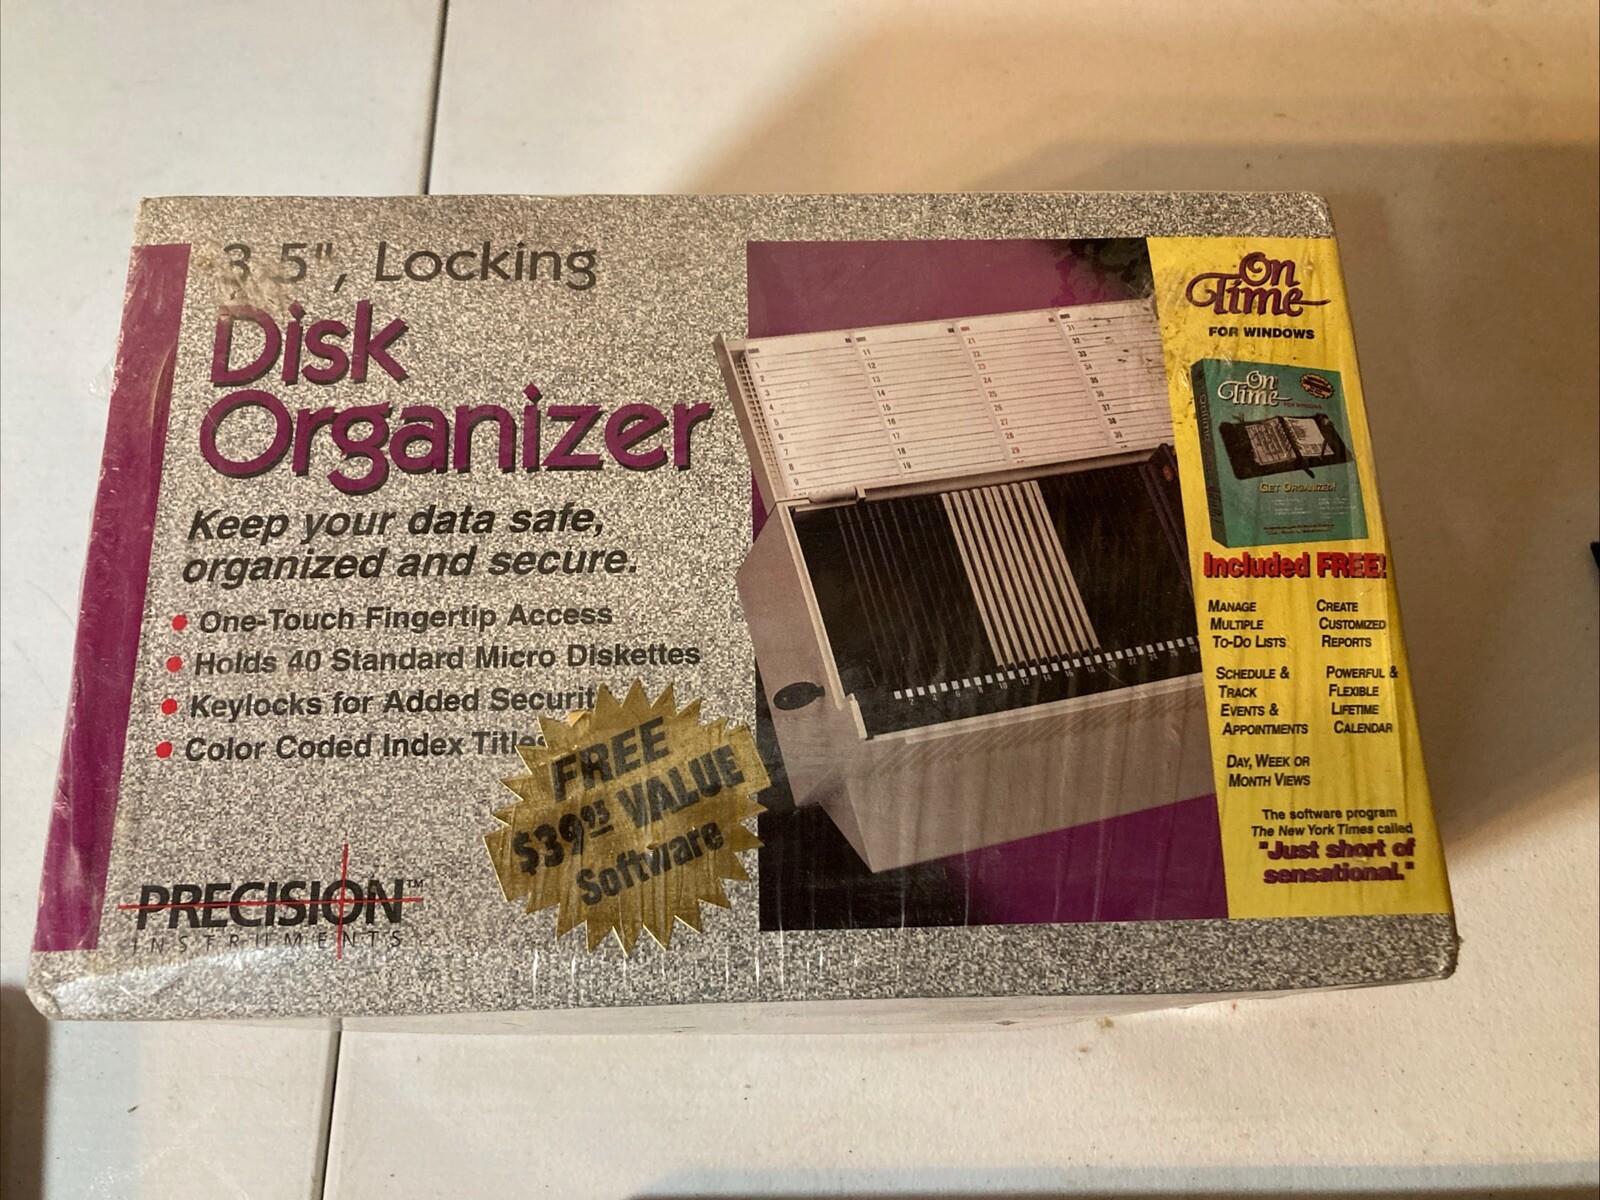 3.5", Locking
Disk
Organizer
Keep your data safe,
organized and secure.
One-Touch Fingertip Access
Holds 40 Standard Micro Diskettes
Keylocks for Added Securit
Color Coded Index Titles
FREE
$39.95 VALUE
Software
PRECISION™
INSTRUMENTS
On
Time
FOR WINDOWS
On
Time
FOR WINDOWS
GET ORGANIZED!
Included FREE!
MANAGE
MULTIPLE
TO-DO LISTS
SCHEDULE &
TRACK
EVENTS &
APPOINTMENTS
DAY, WEEK OR
MONTH VIEWS
CREATE
CUSTOMIZED
REPORTS
POWERFUL &
FLEXIBLE
LIFETIME
CALENDAR
The software program
The New York Times called
"Just short of
sensational."